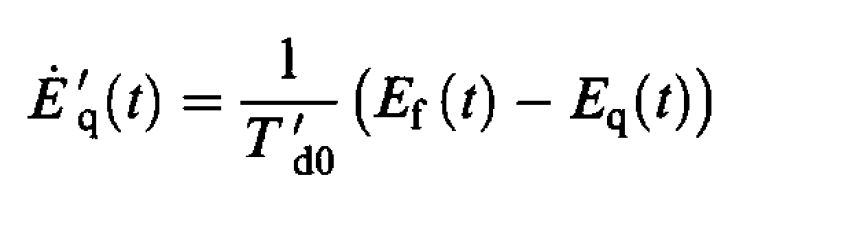 Ė′q(t) = 1/T′d0 (Ef(t) − Eq(t))